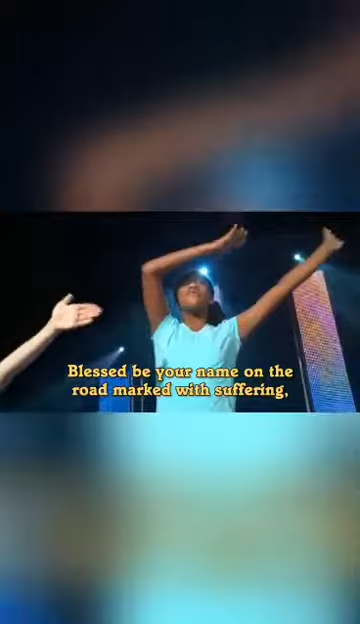 Blessed be your name on the
road marked with suffering,